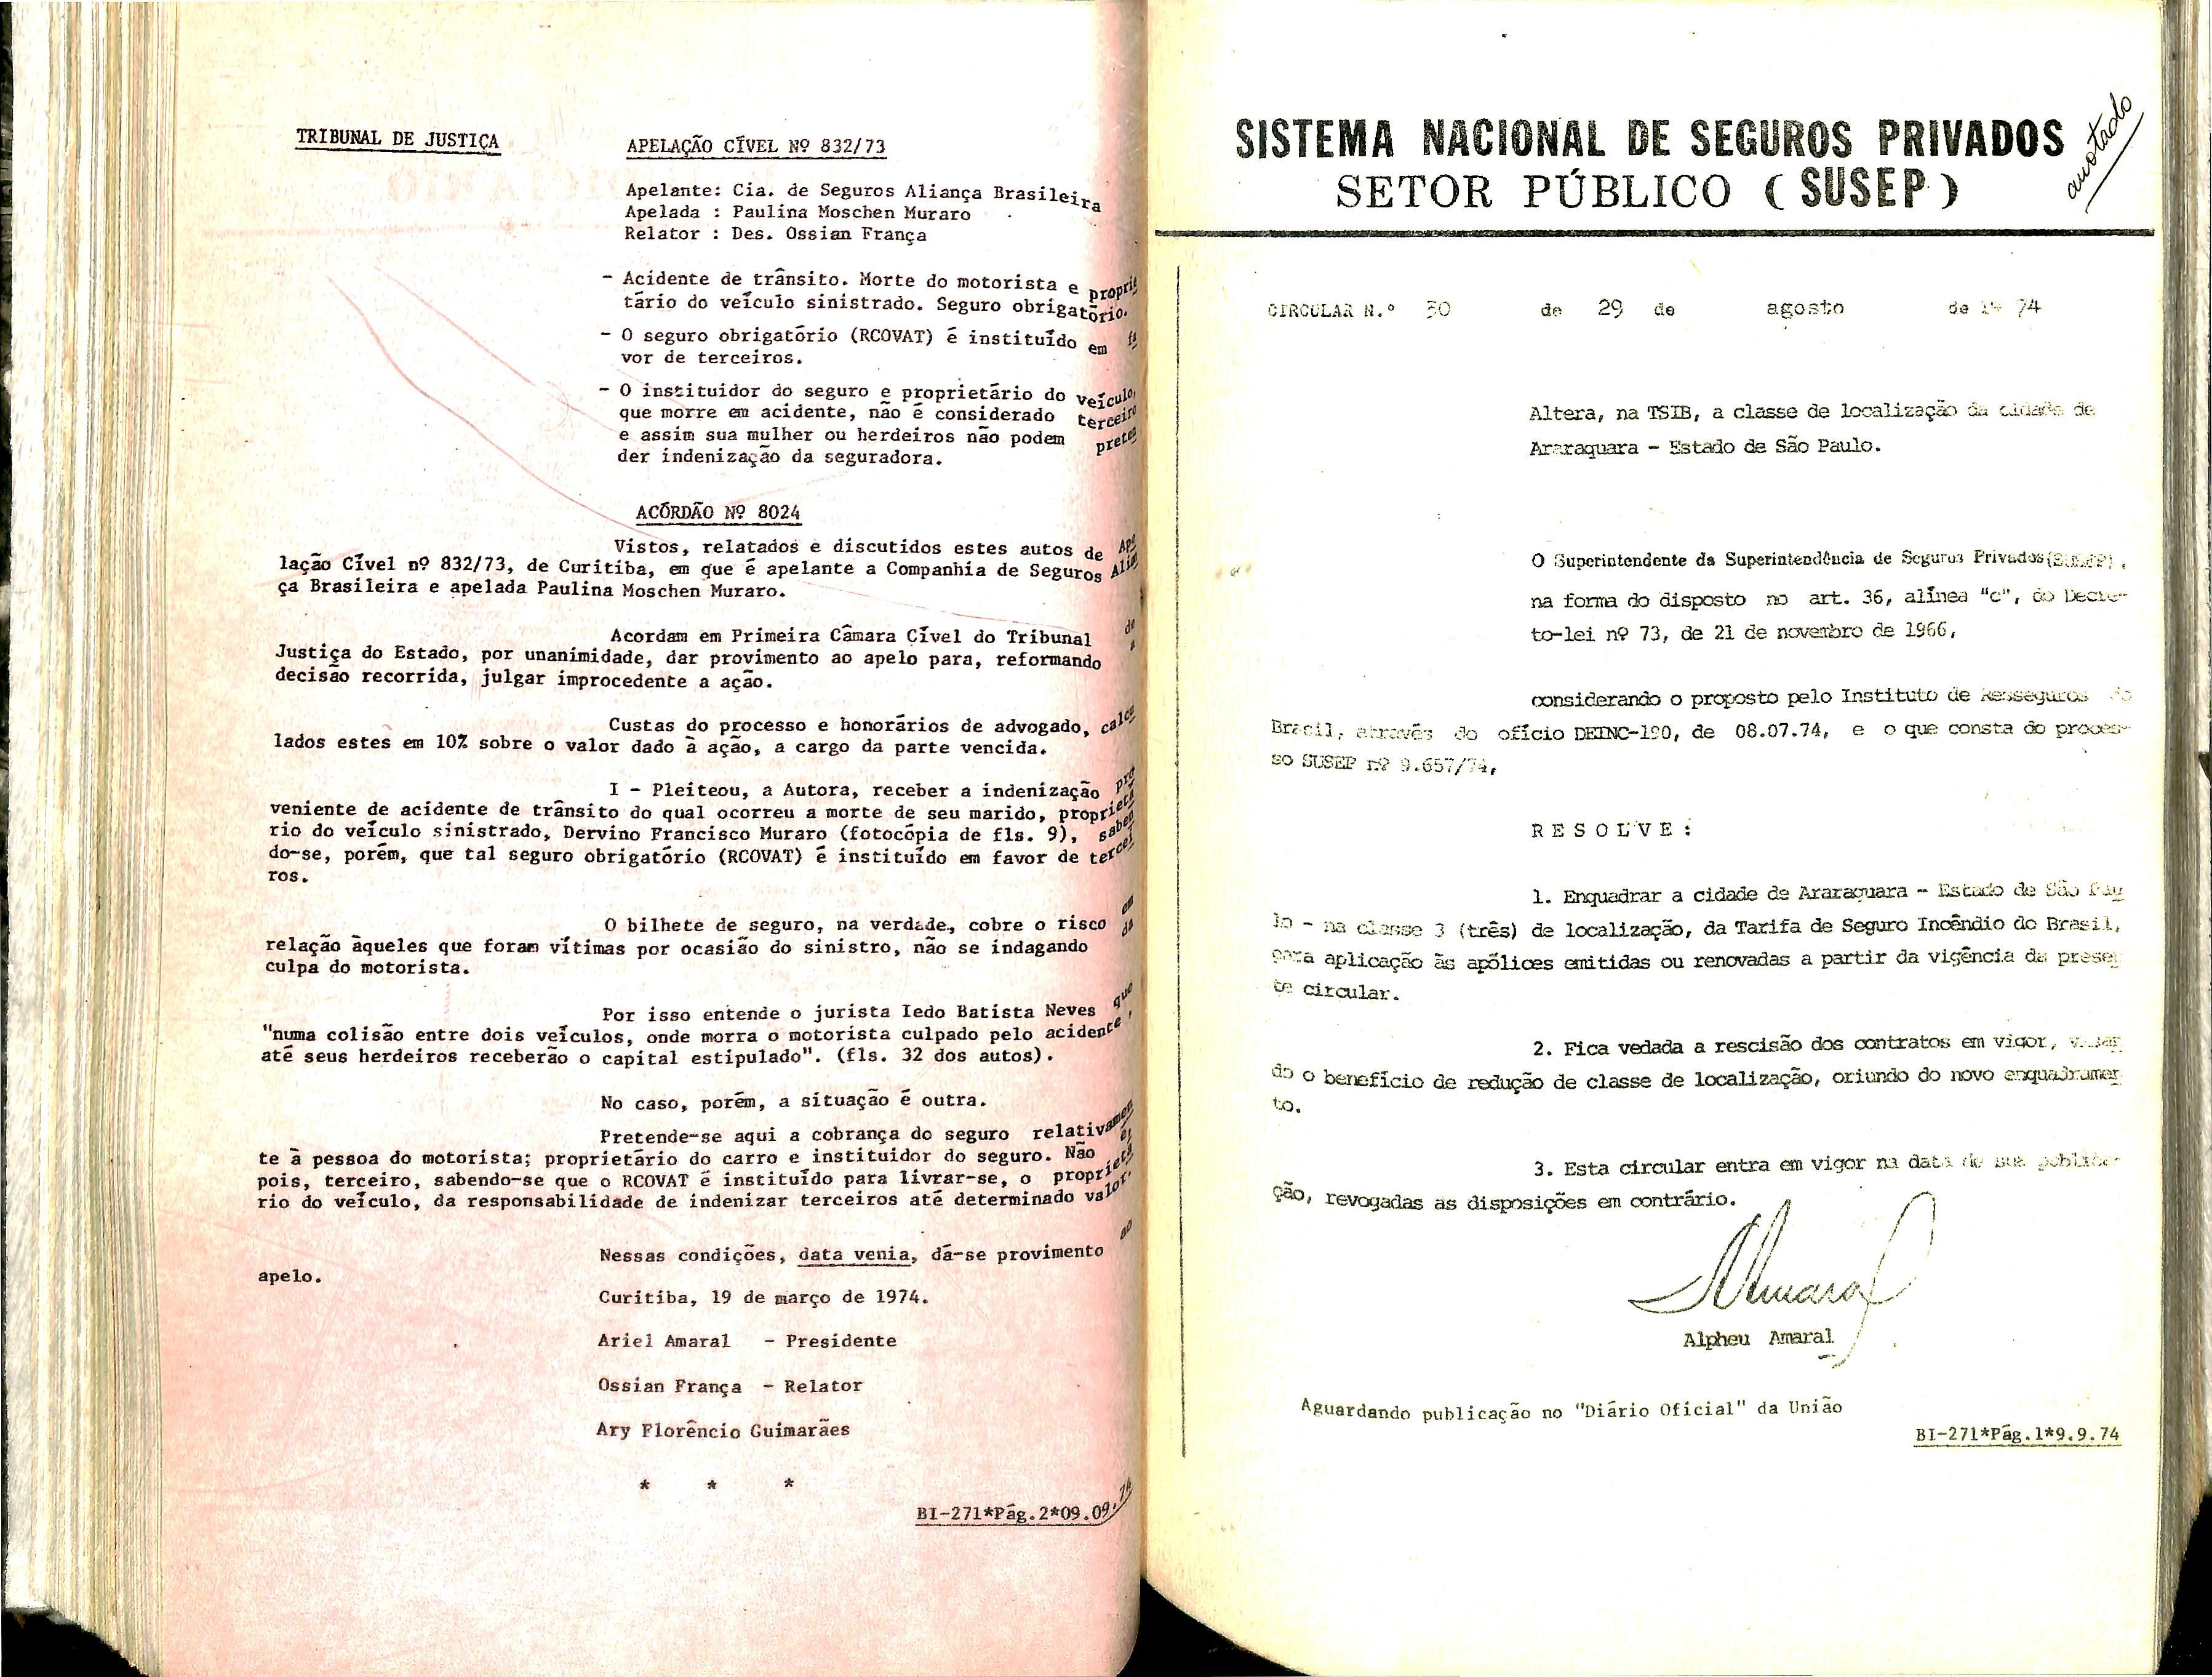 TRIBUNAL DE JUSTIÇA
APELAÇÃO CÍVEL Nº 832/73
Apelante: Cia. de Seguros Aliança Brasileira
Apelada : Paulina Moschen Muraro
Relator : Des. Ossian França
- Acidente de trânsito. Morte do motorista e proprie
tário do veículo sinistrado. Seguro obrigatório.
- O seguro obrigatório (RCOVAT) é instituído em fa
vor de terceiros.
- O instituidor do seguro e proprietário do veículo,
que morre em acidente, não é considerado terceiro
e assim sua mulher ou herdeiros não podem preten
der indenização da seguradora.
ACÓRDÃO Nº 8024
Vistos, relatados e discutidos estes autos de Ape
lação Cível nº 832/73, de Curitiba, em que é apelante a Companhia de Seguros Alian
ça Brasileira e apelada Paulina Moschen Muraro.
Acordam em Primeira Câmara Cível do Tribunal de
Justiça do Estado, por unanimidade, dar provimento ao apelo para, reformando a
decisão recorrida, julgar improcedente a ação.
Custas do processo e honorários de advogado, calcu
lados estes em 10% sobre o valor dado à ação, a cargo da parte vencida.
I - Pleiteou, a Autora, receber a indenização pro
veniente de acidente de trânsito do qual ocorreu a morte de seu marido, proprietá
rio do veículo sinistrado, Dervino Francisco Muraro (fotocópia de fls. 9), saben
do-se, porém, que tal seguro obrigatório (RCOVAT) é instituído em favor de tercei
ros.
O bilhete de seguro, na verdade, cobre o risco em
relação àqueles que foram vítimas por ocasião do sinistro, não se indagando da
culpa do motorista.
Por isso entende o jurista Iedo Batista Neves que
"numa colisão entre dois veículos, onde morra o motorista culpado pelo acidente,
até seus herdeiros receberão o capital estipulado". (fls. 32 dos autos).
No caso, porém, a situação é outra.
Pretende-se aqui a cobrança do seguro relativamen
te à pessoa do motorista; proprietário do carro e instituidor do seguro. Não é,
pois, terceiro, sabendo-se que o RCOVAT é instituído para livrar-se, o proprietá
rio do veículo, da responsabilidade de indenizar terceiros até determinado valor.
Nessas condições, data venia, dá-se provimento ao
apelo.
Curitiba, 19 de março de 1974.
Ariel Amaral - Presidente
Ossian França - Relator
Ary Florêncio Guimarães
* * *
BI-271*Pág.2*09.09.74
SISTEMA NACIONAL DE SEGUROS PRIVADOS
SETOR PÚBLICO (SUSEP)
anotado
CIRCULAR N.º 30 de 29 de agosto de 19 74
Altera, na TSIB, a classe de localização da cidade de
Araraquara - Estado de São Paulo.
O Superintendente da Superintendência de Seguros Privados (SUSEP),
na forma do disposto no art. 36, alínea "c", do Decre-
to-lei nº 73, de 21 de novembro de 1966,
considerando o proposto pelo Instituto de Resseguros do
Brasil, através do ofício DEINC-190, de 08.07.74, e o que consta do proces-
so SUSEP nº 9.657/74,
R E S O L V E :
1. Enquadrar a cidade de Araraquara - Estado de São Pau
lo - na classe 3 (três) de localização, da Tarifa de Seguro Incêndio do Brasil,
para aplicação às apólices emitidas ou renovadas a partir da vigência da presen
te circular.
2. Fica vedada a rescisão dos contratos em vigor, visan
do o benefício de redução de classe de localização, oriundo do novo enquadramen
to.
3. Esta circular entra em vigor na data de sua publica-
ção, revogadas as disposições em contrário.
Amaral
Alpheu Amaral
Aguardando publicação no "Diário Oficial" da União
BI-271*Pág.1*9.9.74